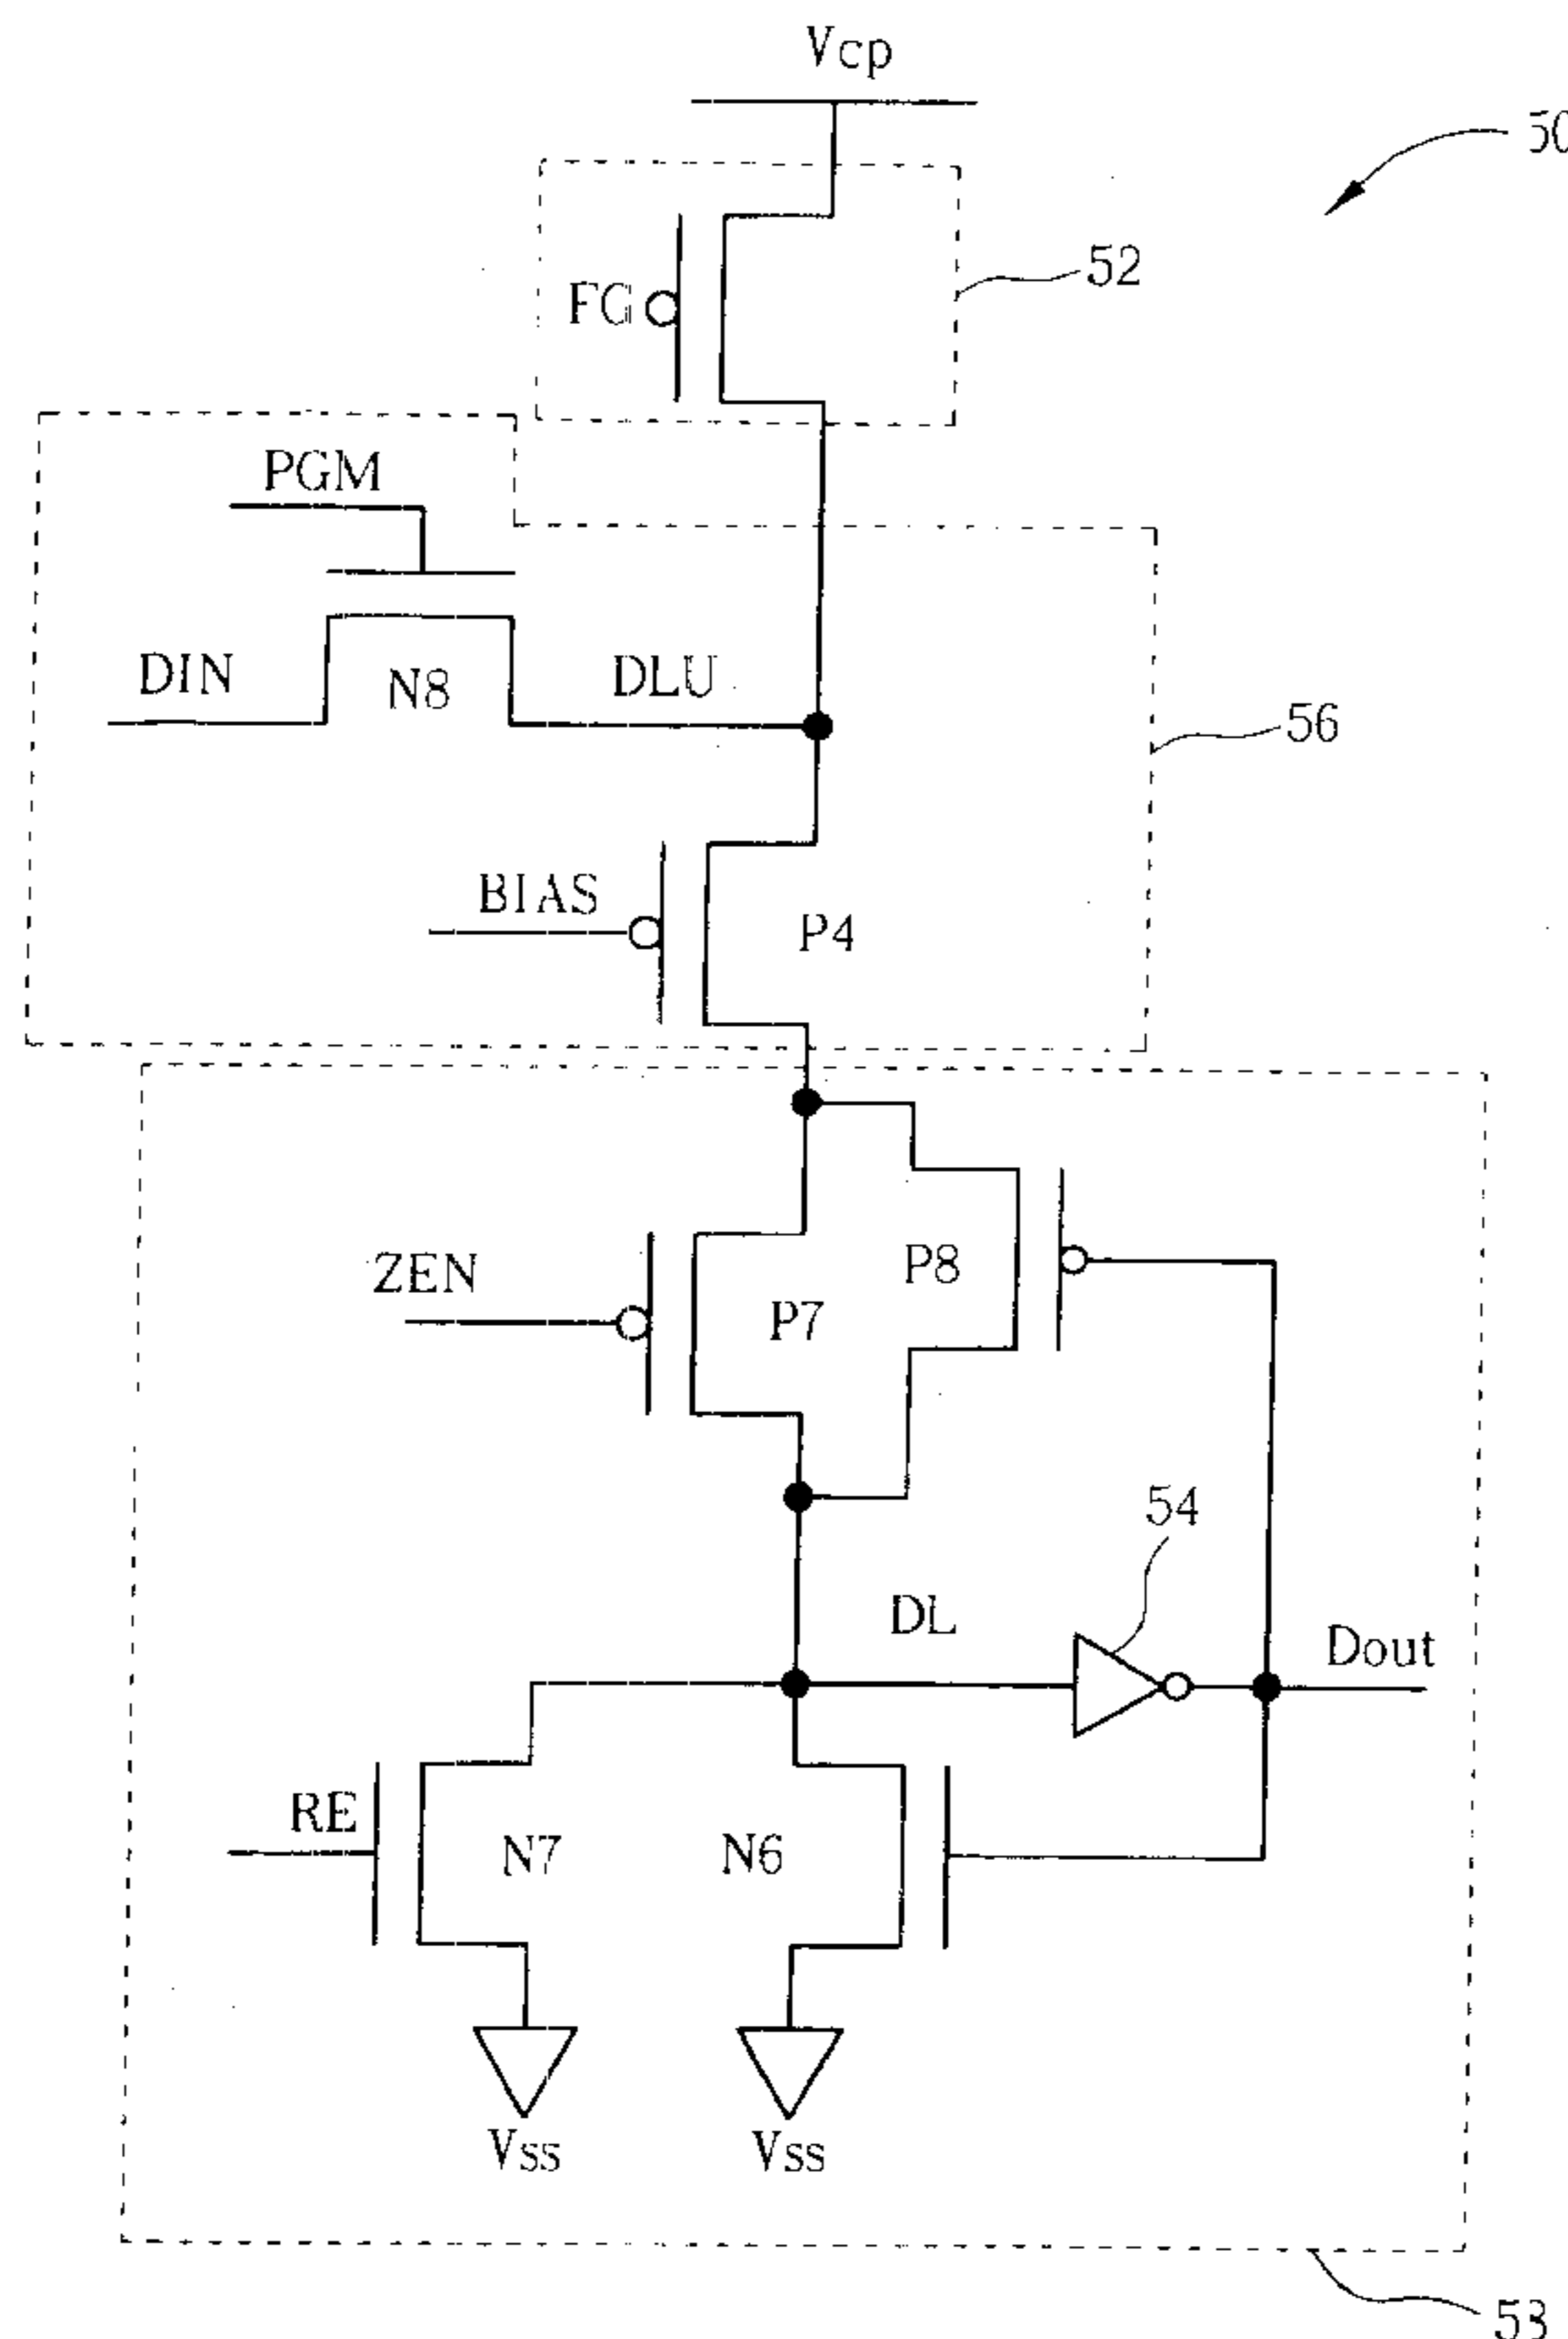 Vcp
50
52
FG
PGM
DIN
N8
DLU
56
BIAS
P4
ZEN
P8
P7
54
DL
Dout
RE
N7
N6
Vss
Vss